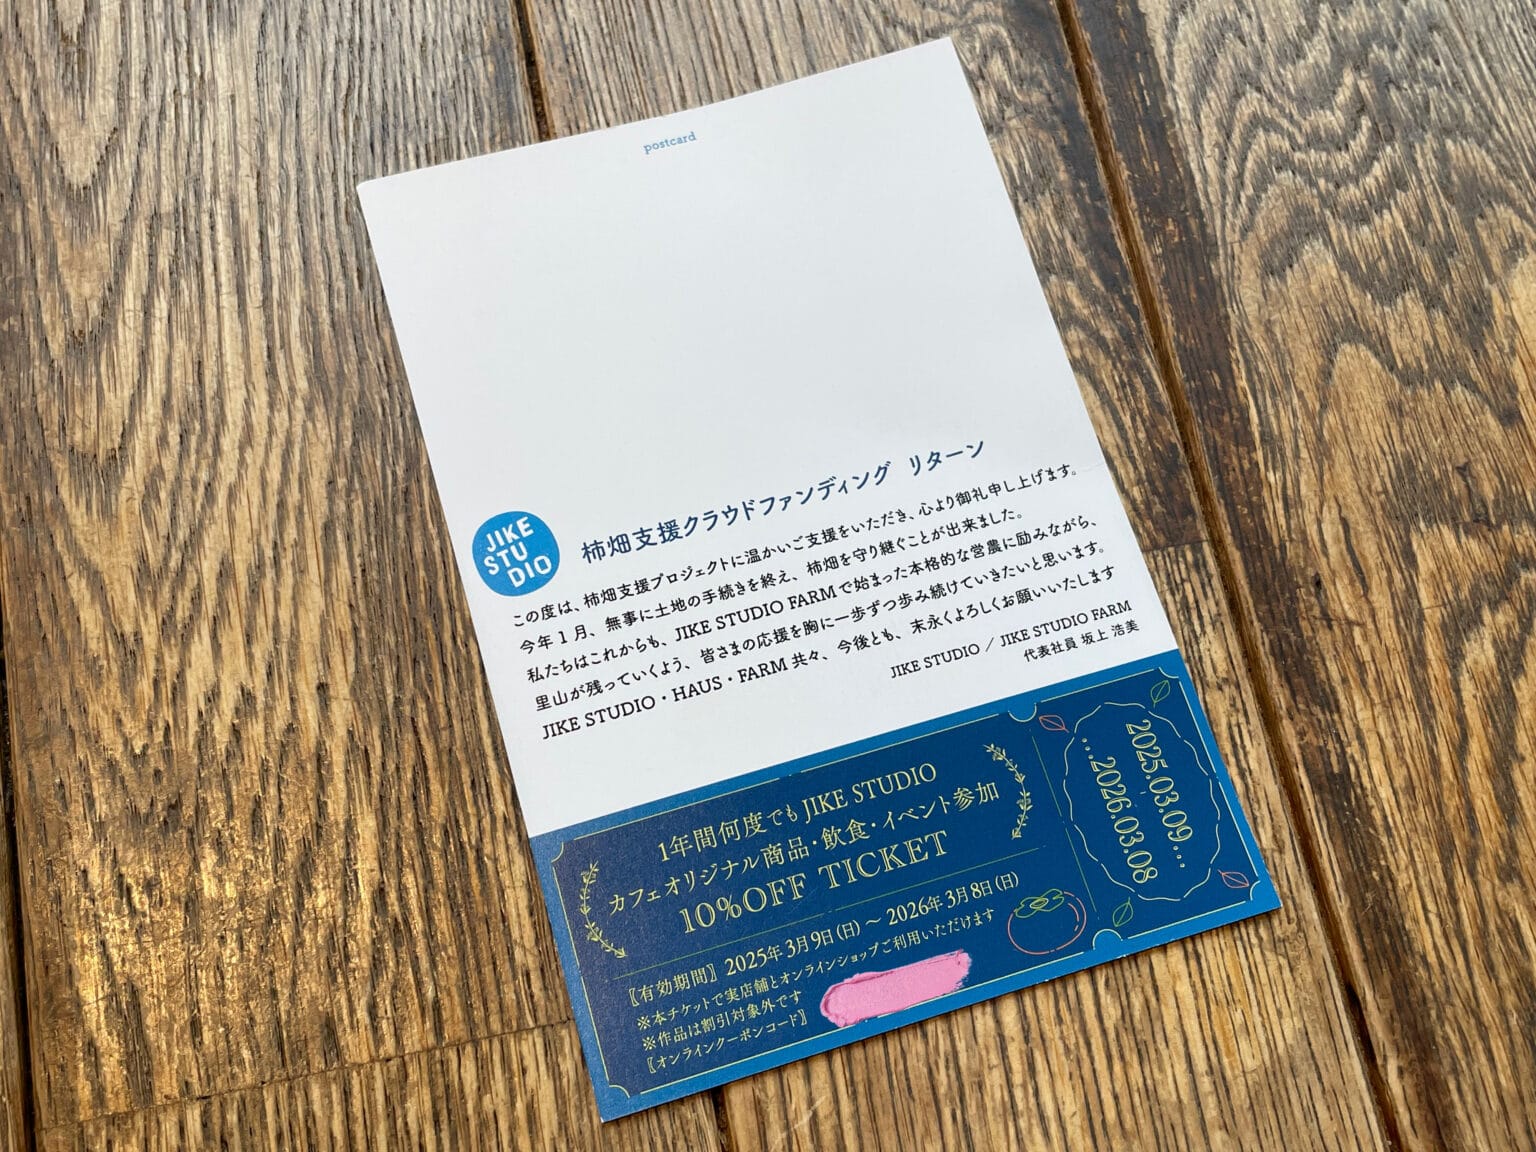 postcard
JIKE
STU
DIO
柿畑支援クラウドファンディング リターン
この度は、柿畑支援プロジェクトに温かいご支援をいただき、心より御礼申し上げます。
今年1月、無事に土地の手続きを終え、柿畑を守り継ぐことが出来ました。
私たちはこれからも、JIKE STUDIO FARMで始まった本格的な営農に励みながら、
里山が残っていくよう、皆さまの応援を胸に一歩ずつ歩み続けていきたいと思います。
JIKE STUDIO・HAUS・FARM 共々、今後とも、末永くよろしくお願いいたします
JIKE STUDIO / JIKE STUDIO FARM
代表社員 坂上 浩美
1年間何度でも JIKE STUDIO
カフェオリジナル商品・飲食・イベント参加
10%OFF TICKET
〖有効期間〗2025年3月9日(日)～2026年3月8日(日)
※本チケットで実店舗とオンラインショップご利用いただけます
※作品は割引対象外です
〖オンラインクーポンコード〗
2025.03.09...
...2026.03.08